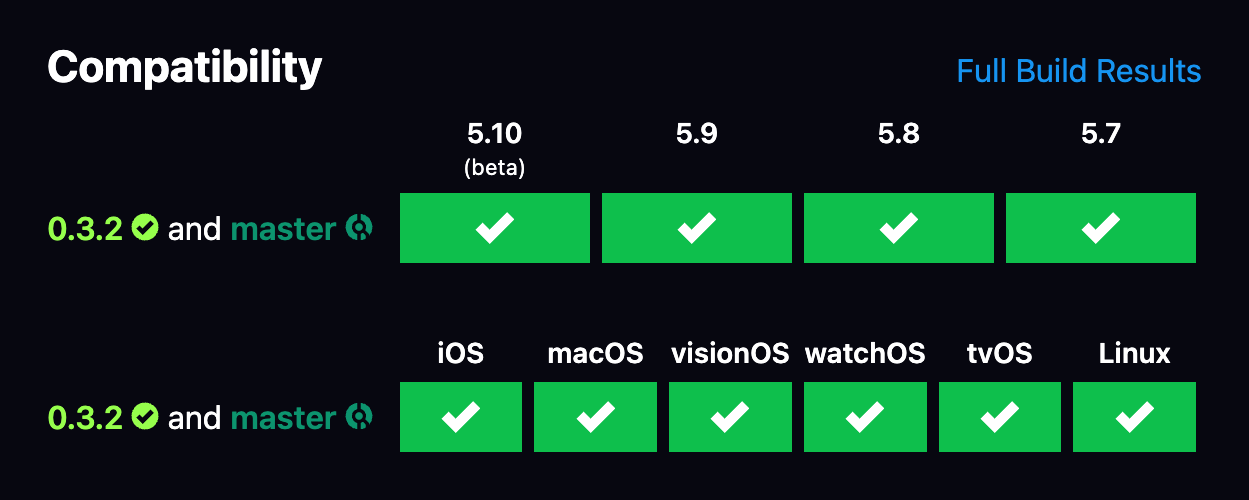 Compatibility
Full Build Results
5.10 5.9 5.8 5.7
(beta)
0.3.2 and master
iOS macOS visionOS watchOS tvOS Linux
0.3.2 and master